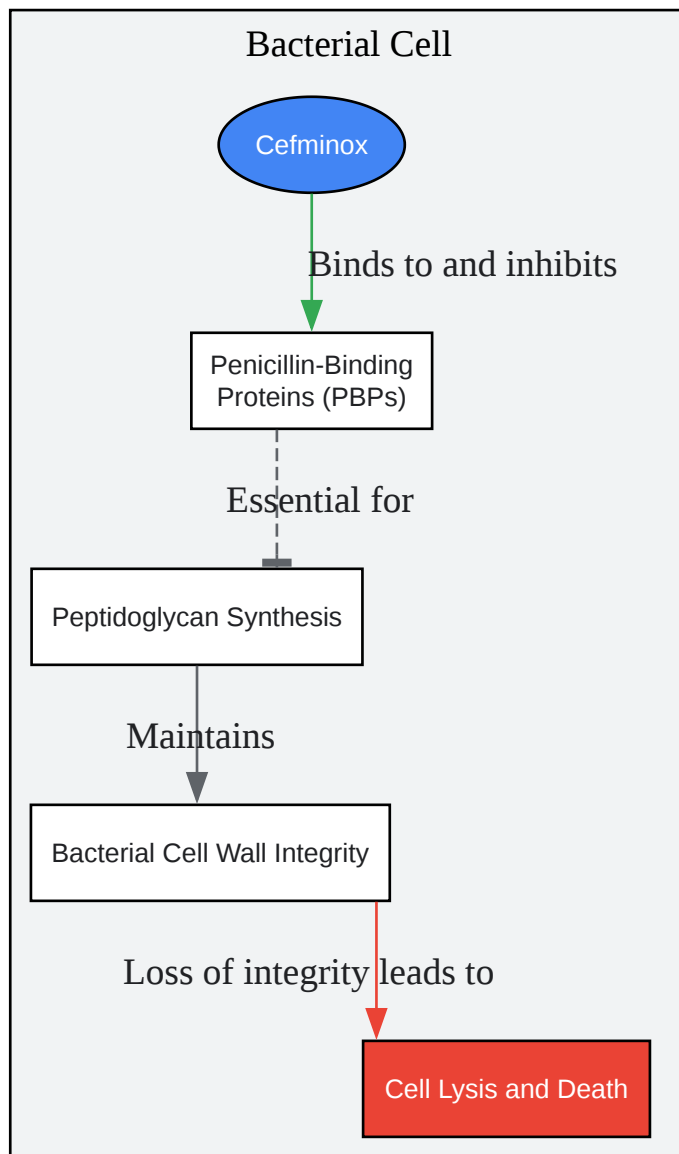 Bacterial Cell
Cefminox
Binds to and inhibits
Penicillin-Binding
Proteins (PBPs)
Essential for
Peptidoglycan Synthesis
Maintains
Bacterial Cell Wall Integrity
Loss of integrity leads to
Cell Lysis and Death